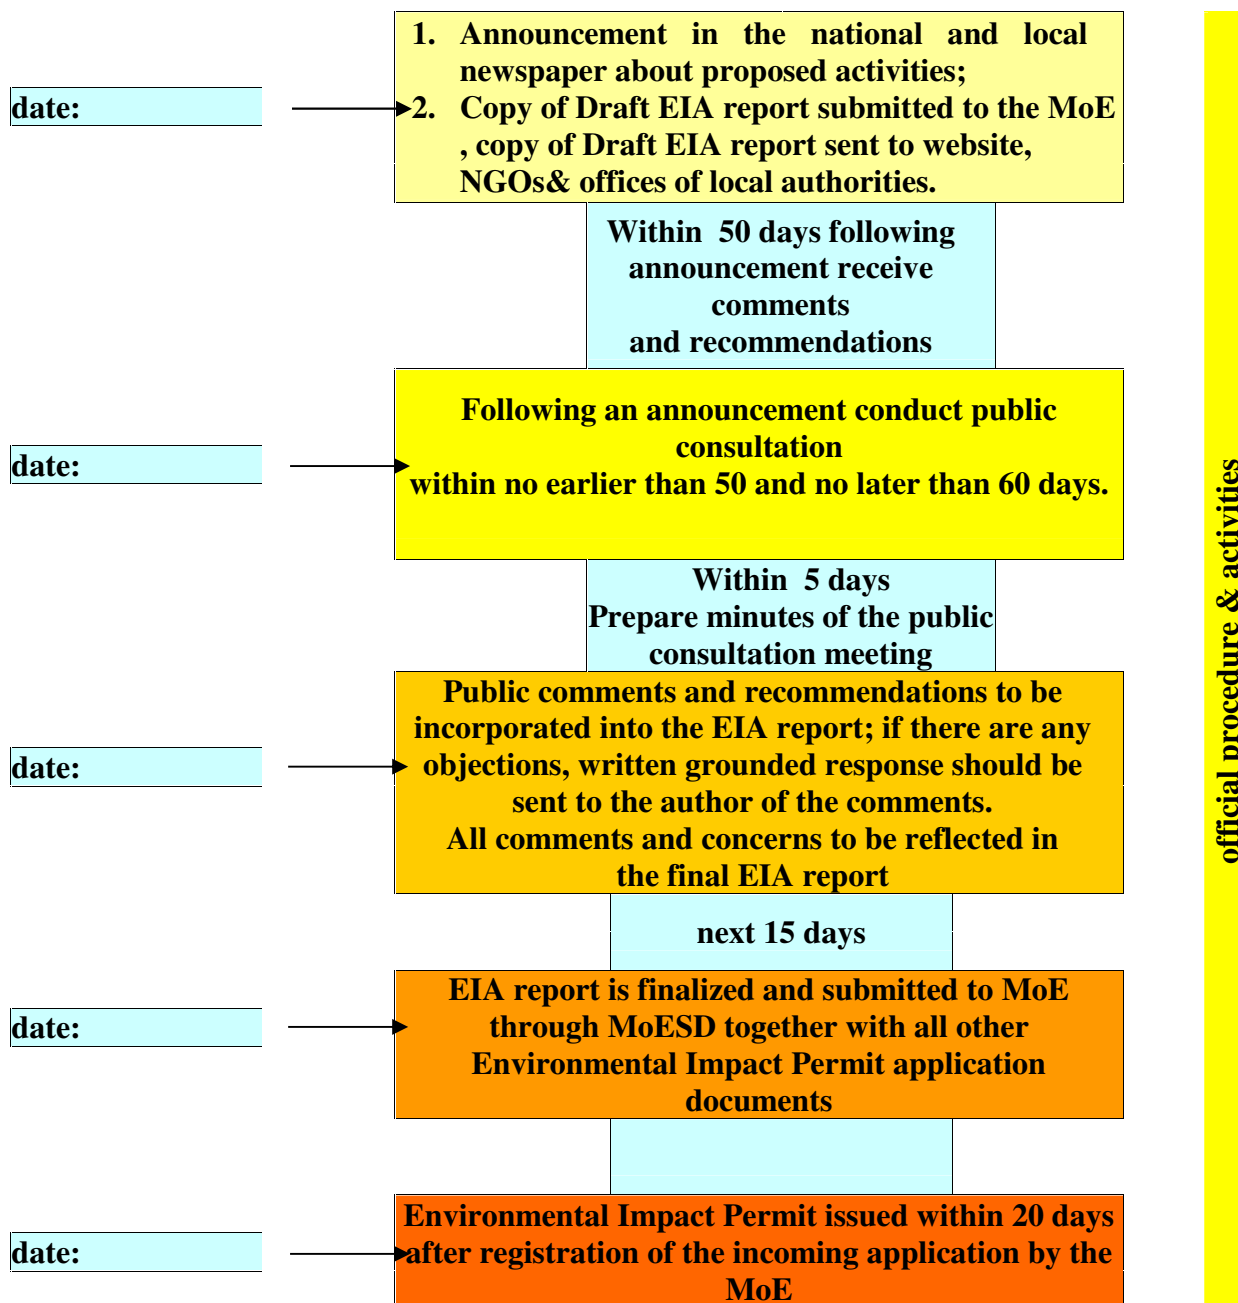 1. Announcement in the national and local
newspaper about proposed activities;
date:
2. Copy of Draft EIA report submitted to the MoE
, copy of Draft EIA report sent to website,
NGOs& offices of local authorities.
Within 50 days following
announcement receive
comments
and recommendations
Following an announcement conduct public
consultation
date:
within no earlier than 50 and no later than 60 days.
Within 5 days
Prepare minutes of the public
consultation meeting
Public comments and recommendations to be
incorporated into the EIA report; if there are any
date:
objections, written grounded response should be
sent to the author of the comments.
All comments and concerns to be reflected in
the final EIA report
next 15 days
EIA report is finalized and submitted to MoE
date:
through MoESD together with all other
Environmental Impact Permit application
documents
Environmental Impact Permit issued within 20 days
date:
after registration of the incoming application by the
MoE
official procedure & activities